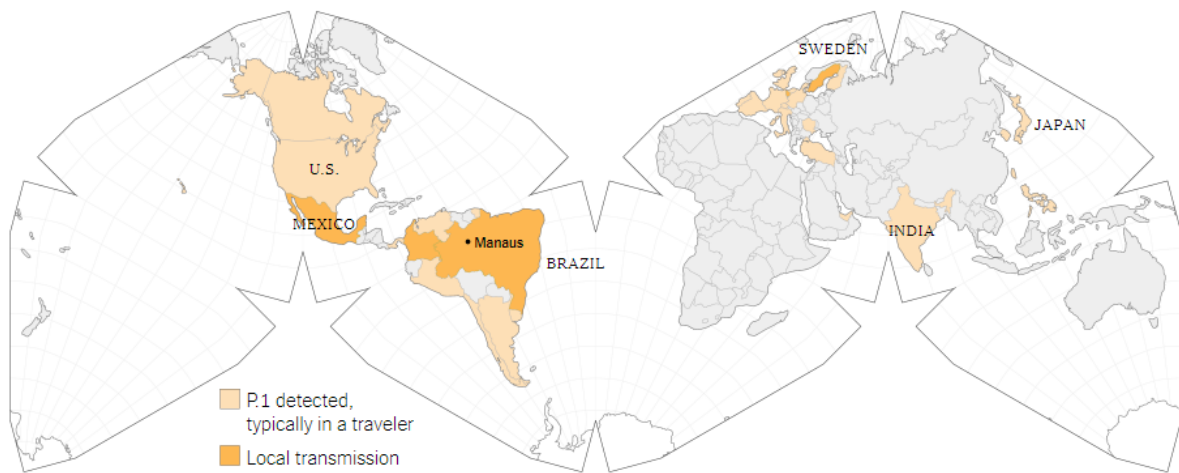 SWEDEN
JAPAN
U.S.
MEXICO
INDIA
Manaus
BRAZIL
P.1 detected,
typically in a traveler
Local transmission